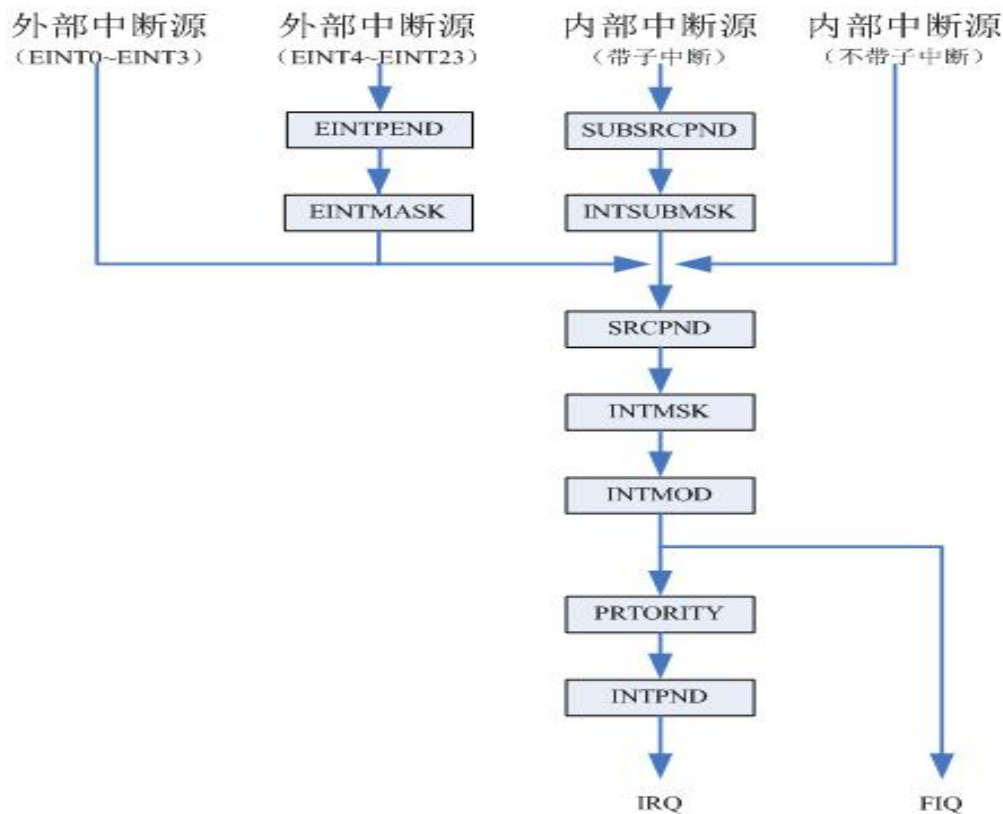 外部中断源 外部中断源 内部中断源 内部中断源
（EINT0~EINT3） （EINT4~EINT23） （带子中断） （不带子中断）
EINTPEND SUBSRCPND
EINTMASK INTSUBMSK
SRCPND
INTMSK
INTMOD
PRTORITY
INTPND
IRQ FIQ